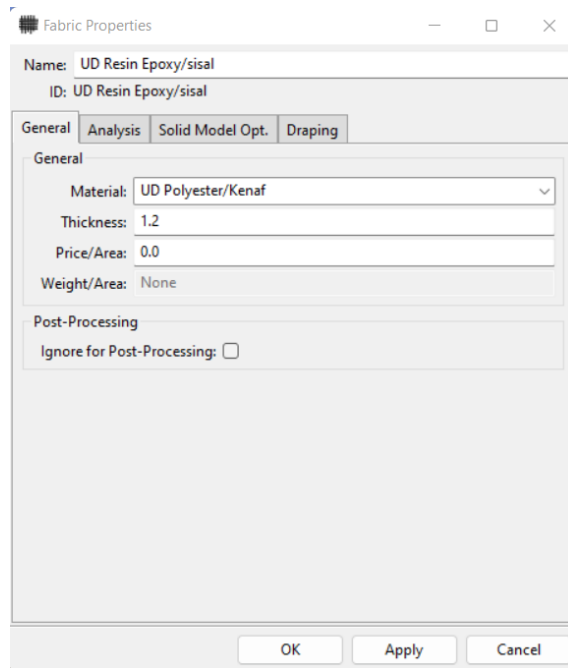 Fabric Properties
Name: UD Resin Epoxy/sisal
ID: UD Resin Epoxy/sisal
General Analysis Solid Model Opt. Draping
General
Material: UD Polyester/Kenaf
Thickness: 1.2
Price/Area: 0.0
Weight/Area: None
Post-Processing
Ignore for Post-Processing:
OK Apply Cancel